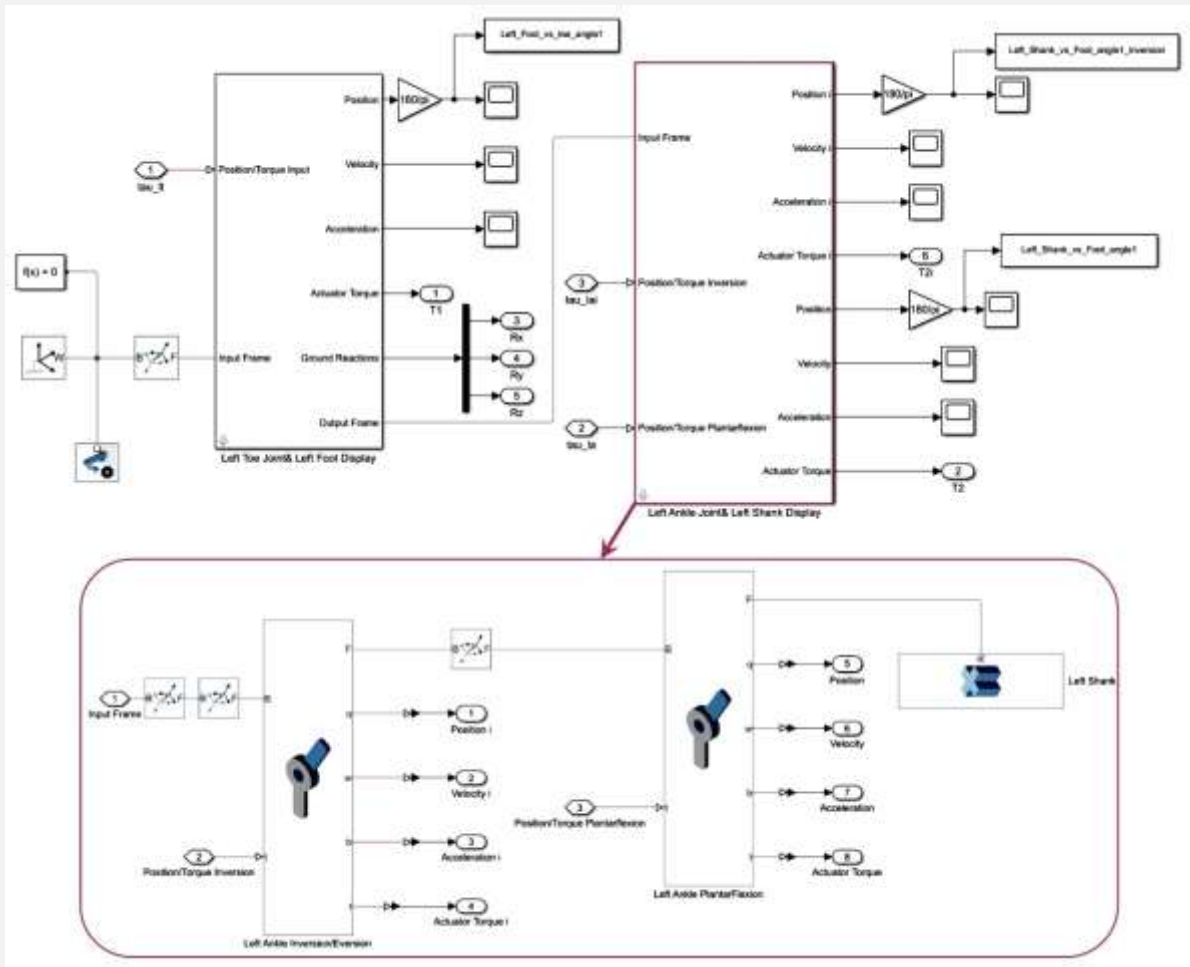 Left_Foot_vs_toe_angle1
Left_Shank_vs_Foot_angle1_inversion
Position
180/pi
Position i
180/pi
Input Frame
Velocity
Velocity i
1
Position/Torque Input
Acceleration
Acceleration i
Left_Shank_vs_Foot_angle1
f(x) = 0
Actuator Torque
1
T1
3
tau_lai
Position/Torque Inversion
Actuator Torque i
6
T2i
Position
180/pi
3
Rx
W
B
F
Input Frame
Ground Reactions
4
Ry
5
Rz
Velocity
Output Frame
2
tau_la
Position/Torque Plantarflexion
Acceleration
Actuator Torque
2
T2
Left Toe Joint& Left Foot Display
Left Ankle Joint& Left Shank Display
F
B
F
B
F
R
Left Shank
1
Input Frame
B
F
B
F
B
q
5
Position
q
1
Position i
w
6
Velocity
w
2
Velocity i
3
Position/Torque Plantarflexion
b
7
Acceleration
b
3
Acceleration i
2
Position/Torque Inversion
t
8
Actuator Torque
Left Ankle PlantarFlexion
t
4
Actuator Torque i
Left Ankle Inversion/Eversion